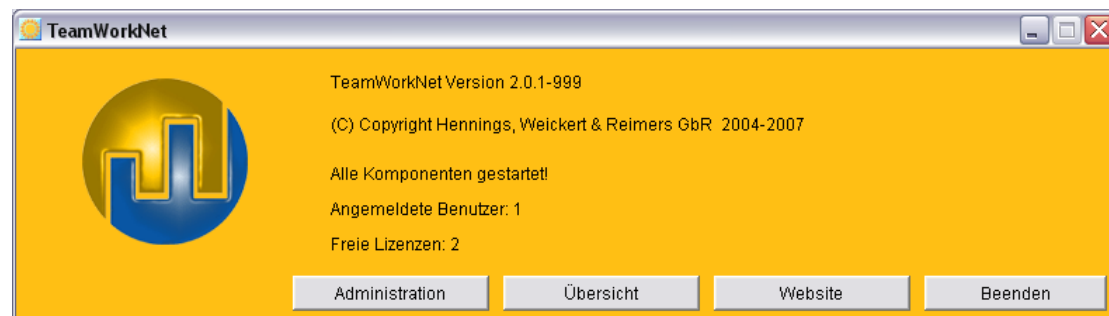 TeamWorkNet
TeamWorkNet Version 2.0.1-999
(C) Copyright Hennings, Weickert & Reimers GbR 2004-2007
Alle Komponenten gestartet!
Angemeldete Benutzer: 1
Freie Lizenzen: 2
Administration Übersicht Website Beenden